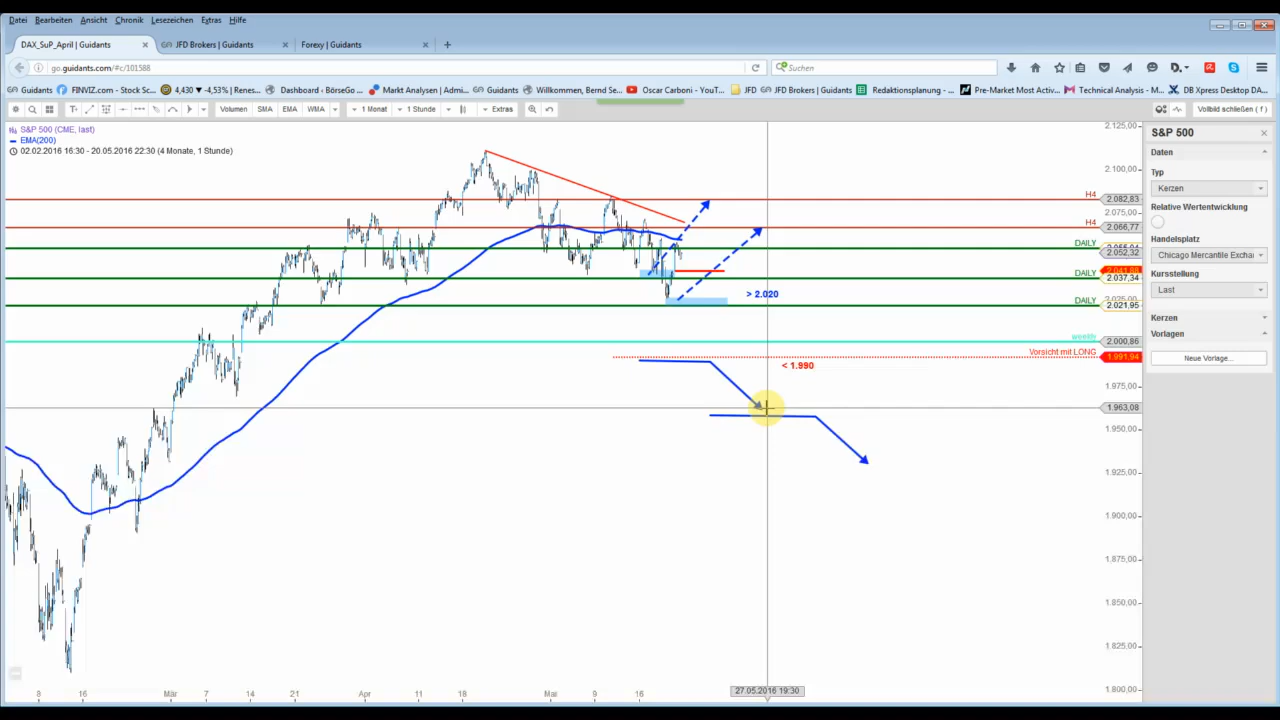 Datei Bearbeiten Ansicht Chronik Lesezeichen Extras Hilfe
DAX_SuP_April | Guidants × JFD Brokers | Guidants × Forexy | Guidants × +
go.guidants.com/#c/101588 Suchen
Guidants FINVIZ.com - Stock Sc... 4,430 ▼ -4,53% | Renes... Dashboard - BörseGo ... Markt Analysen | Admi... Guidants Willkommen, Bernd Se... Oscar Carboni - YouT... JFD JFD Brokers | Guidants Redaktionsplanung - ... Pre-Market Most Activ... Technical Analysis - M... DB Xpress Desktop DA...
Volumen SMA EMA WMA 1 Monat 1 Stunde Extras Vollbild schließen ( f )
S&P 500 (CME, last)
EMA(200)
02.02.2016 16:30 - 20.05.2016 22:30 (4 Monate, 1 Stunde)
2.125,00
2.100,00
H4 2.082,83
2.075,00
H4 2.066,77
DAILY
2.052,32
DAILY 2.037,34
> 2.020
DAILY 2.021,95
weekly 2.000,86
Vorsicht mit LONG 1.991,94
< 1.990
1.975,00
1.963,08
1.950,00
1.925,00
1.900,00
1.875,00
1.850,00
1.825,00
1.800,00
8 16 Mär 7 14 21 Apr 11 18 Mai 9 16 27.05.2016 19:30
S&P 500 ×
Daten
Typ
Kerzen
Relative Wertentwicklung
Handelsplatz
Chicago Mercantile Exchan
Kursstellung
Last
Kerzen
Vorlagen
Neue Vorlage...